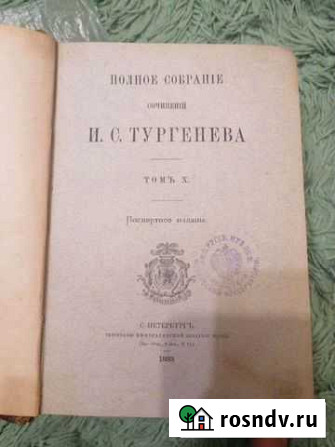 ПОЛНОЕ СОБРАНІЕ
СОЧИНЕНІЙ
И. С. ТУРГЕНЕВА
ТОМЪ X.
Посмертное изданіе.
С.-ПЕТЕРБУРГЪ.
rosndv.ru